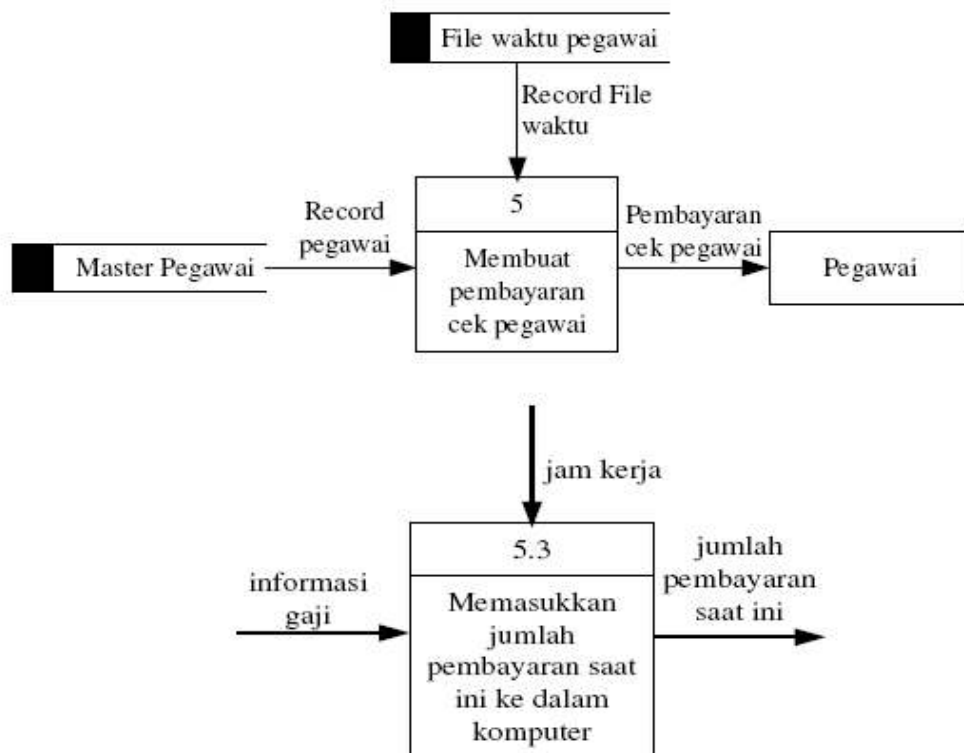 File waktu pegawai
Record File
waktu
5
Record
pegawai
Pembayaran
cek pegawai
Master Pegawai
Membuat
pembayaran
cek pegawai
Pegawai
jam kerja
5.3
informasi
gaji
jumlah
pembayaran
saat ini
Memasukkan
jumlah
pembayaran saat
ini ke dalam
komputer